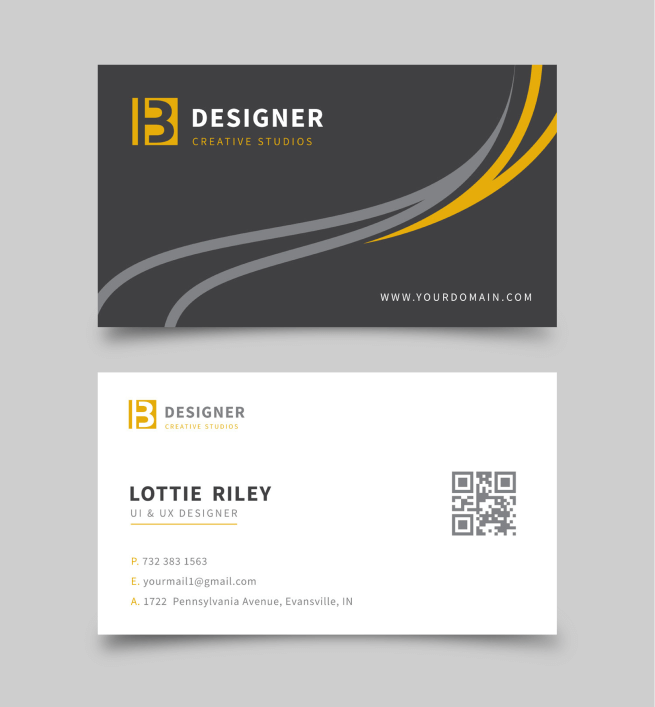 B DESIGNER
CREATIVE STUDIOS
WWW.YOURDOMAIN.COM
B DESIGNER
CREATIVE STUDIOS
LOTTIE RILEY
UI & UX DESIGNER
P. 732 383 1563
E. yourmail1@gmail.com
A. 1722 Pennsylvania Avenue, Evansville, IN